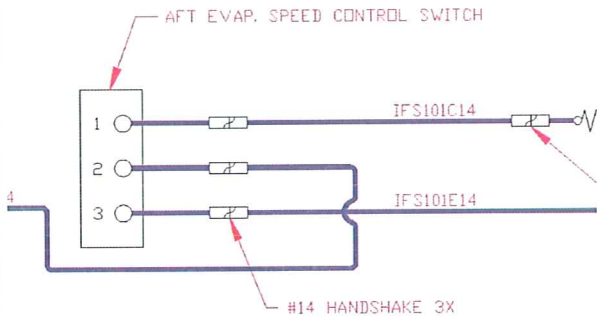 AFT EVAP. SPEED CONTROL SWITCH
1
IFS101C14
2
3
4
IFS101E14
#14 HANDSHAKE 3X